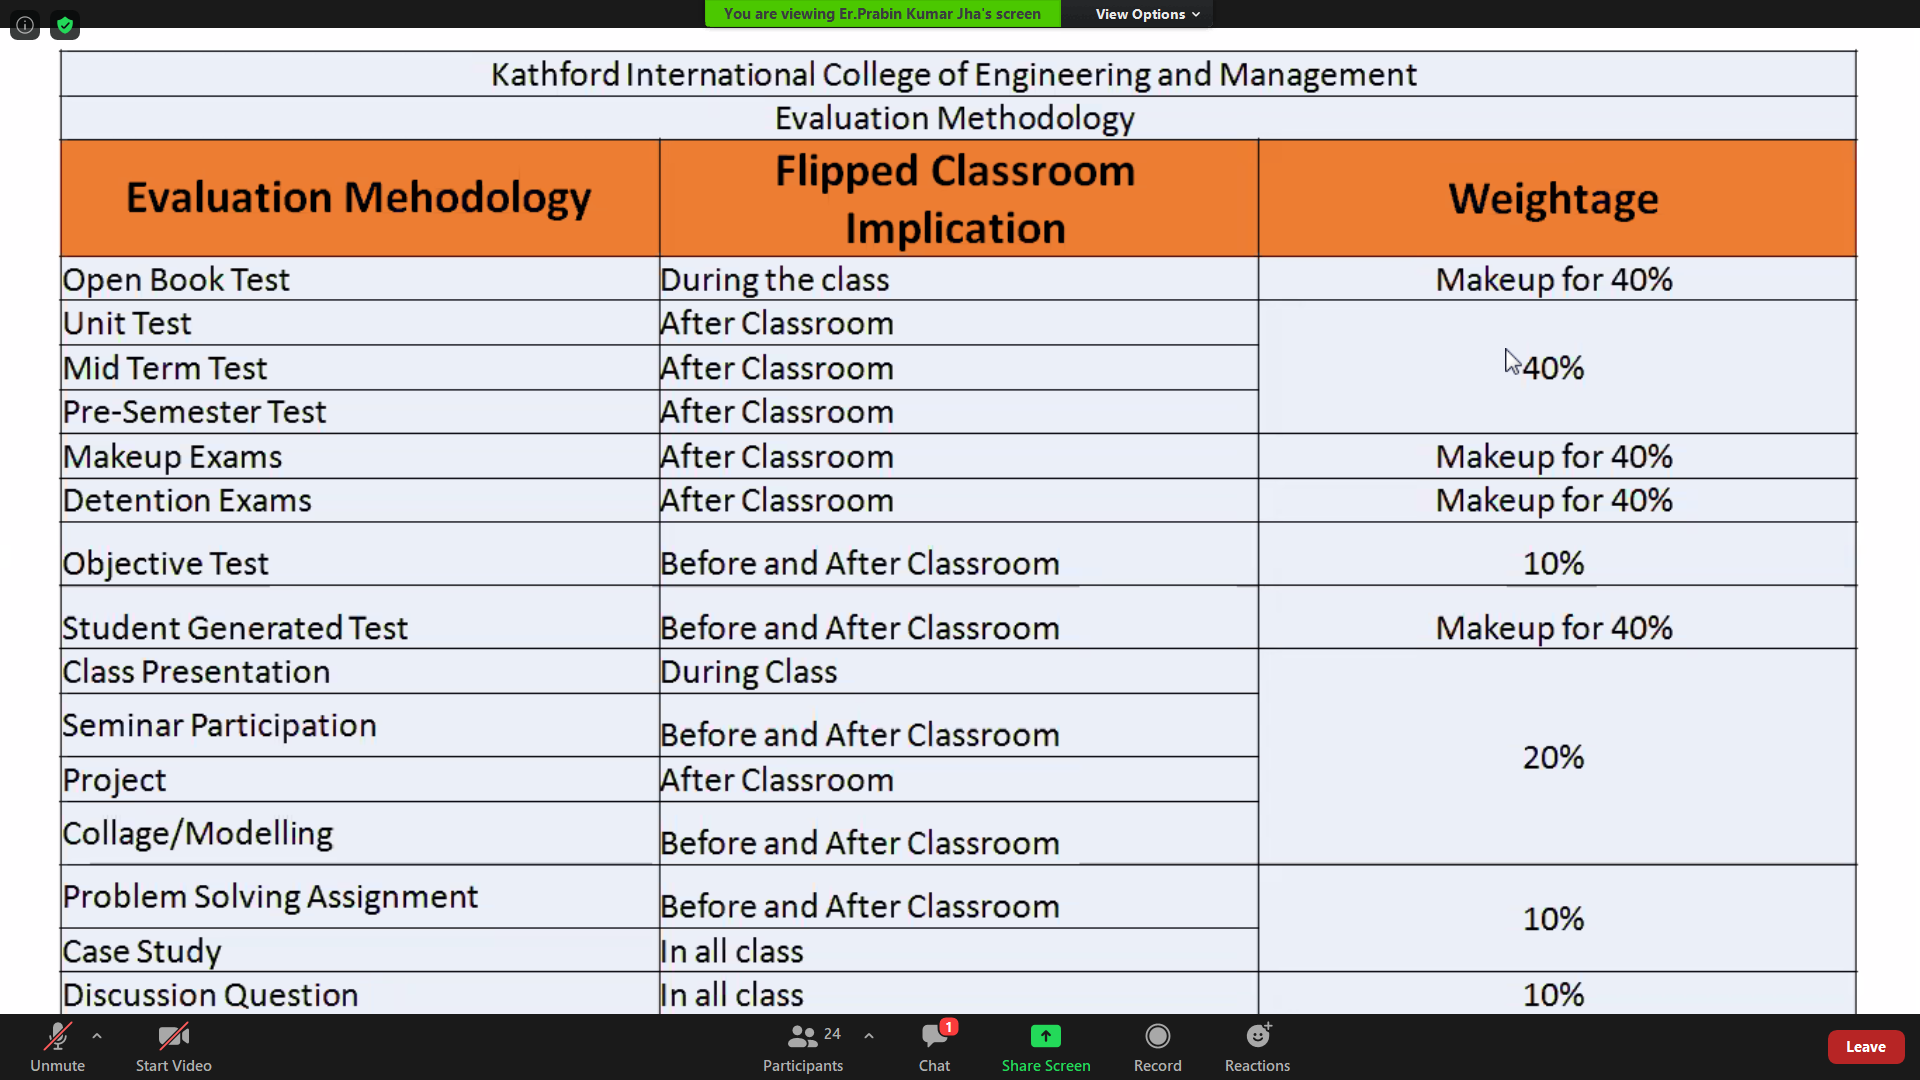 You are viewing Er.Prabin Kumar Jha's screen
View Options
Kathford International College of Engineering and Management
Evaluation Methodology
Evaluation Mehodology
Flipped Classroom
Implication
Weightage
Open Book Test During the class Makeup for 40%
Unit Test After Classroom
Mid Term Test After Classroom 40%
Pre-Semester Test After Classroom
Makeup Exams After Classroom Makeup for 40%
Detention Exams After Classroom Makeup for 40%
Objective Test Before and After Classroom 10%
Student Generated Test Before and After Classroom Makeup for 40%
Class Presentation During Class
Seminar Participation Before and After Classroom
20%
Project After Classroom
Collage/Modelling Before and After Classroom
Problem Solving Assignment Before and After Classroom
10%
Case Study In all class
Discussion Question In all class 10%
24
1
Unmute Start Video Participants Chat Share Screen Record Reactions Leave